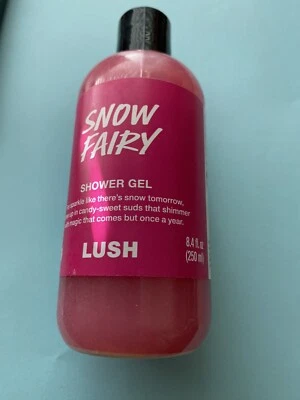 SNOW
FAIRY
SHOWER GEL
sparkle like there's snow tomorrow,
up in candy-sweet suds that shimmer
magic that comes but once a year.
LUSH
8.4 fl. oz
(250 ml)